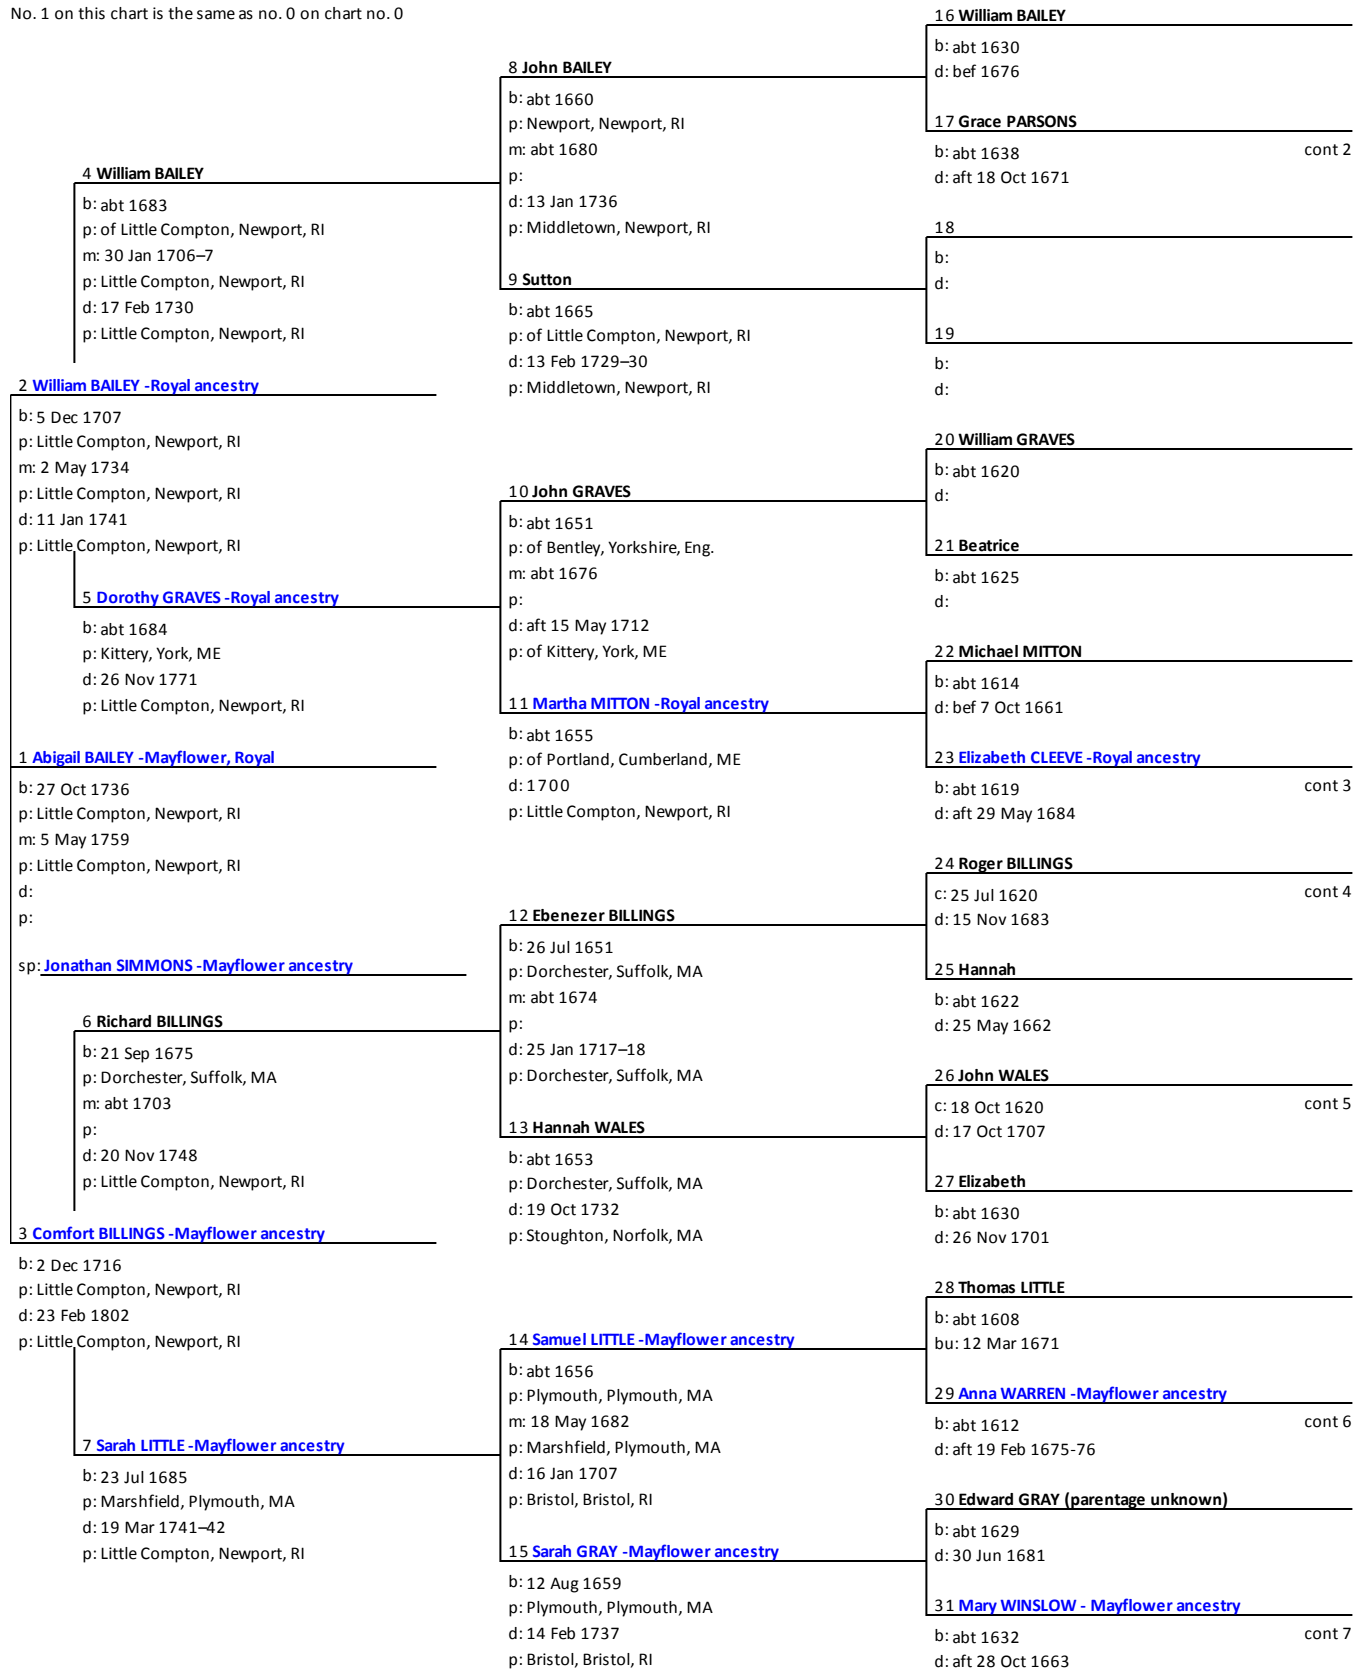 No. 1 on this chart is the same as no. 0 on chart no. 0
16 William BAILEY
b: abt 1630
d: bef 1676
8 John BAILEY
b: abt 1660
p: Newport, Newport, RI
m: abt 1680
p:
d: 13 Jan 1736
p: Middletown, Newport, RI
17 Grace PARSONS
b: abt 1638
cont 2
d: aft 18 Oct 1671
4 William BAILEY
b: abt 1683
p: of Little Compton, Newport, RI
m: 30 Jan 1706–7
p: Little Compton, Newport, RI
d: 17 Feb 1730
p: Little Compton, Newport, RI
18
b:
d:
9 Sutton
b: abt 1665
p: of Little Compton, Newport, RI
d: 13 Feb 1729–30
p: Middletown, Newport, RI
19
b:
d:
2 William BAILEY -Royal ancestry
b: 5 Dec 1707
p: Little Compton, Newport, RI
m: 2 May 1734
p: Little Compton, Newport, RI
d: 11 Jan 1741
p: Little Compton, Newport, RI
20 William GRAVES
b: abt 1620
d:
10 John GRAVES
b: abt 1651
p: of Bentley, Yorkshire, Eng.
m: abt 1676
p:
d: aft 15 May 1712
p: of Kittery, York, ME
21 Beatrice
b: abt 1625
d:
5 Dorothy GRAVES -Royal ancestry
b: abt 1684
p: Kittery, York, ME
d: 26 Nov 1771
p: Little Compton, Newport, RI
22 Michael MITTON
b: abt 1614
d: bef 7 Oct 1661
11 Martha MITTON -Royal ancestry
b: abt 1655
p: of Portland, Cumberland, ME
d: 1700
p: Little Compton, Newport, RI
23 Elizabeth CLEEVE -Royal ancestry
b: abt 1619
cont 3
d: aft 29 May 1684
1 Abigail BAILEY -Mayflower, Royal
b: 27 Oct 1736
p: Little Compton, Newport, RI
m: 5 May 1759
p: Little Compton, Newport, RI
d:
p:
sp: Jonathan SIMMONS -Mayflower ancestry
24 Roger BILLINGS
c: 25 Jul 1620
cont 4
d: 15 Nov 1683
12 Ebenezer BILLINGS
b: 26 Jul 1651
p: Dorchester, Suffolk, MA
m: abt 1674
p:
d: 25 Jan 1717–18
p: Dorchester, Suffolk, MA
25 Hannah
b: abt 1622
d: 25 May 1662
6 Richard BILLINGS
b: 21 Sep 1675
p: Dorchester, Suffolk, MA
m: abt 1703
p:
d: 20 Nov 1748
p: Little Compton, Newport, RI
26 John WALES
c: 18 Oct 1620
cont 5
d: 17 Oct 1707
13 Hannah WALES
b: abt 1653
p: Dorchester, Suffolk, MA
d: 19 Oct 1732
p: Stoughton, Norfolk, MA
27 Elizabeth
b: abt 1630
d: 26 Nov 1701
3 Comfort BILLINGS -Mayflower ancestry
b: 2 Dec 1716
p: Little Compton, Newport, RI
d: 23 Feb 1802
p: Little Compton, Newport, RI
28 Thomas LITTLE
b: abt 1608
bu: 12 Mar 1671
14 Samuel LITTLE -Mayflower ancestry
b: abt 1656
p: Plymouth, Plymouth, MA
m: 18 May 1682
p: Marshfield, Plymouth, MA
d: 16 Jan 1707
p: Bristol, Bristol, RI
29 Anna WARREN -Mayflower ancestry
b: abt 1612
cont 6
d: aft 19 Feb 1675-76
7 Sarah LITTLE -Mayflower ancestry
b: 23 Jul 1685
p: Marshfield, Plymouth, MA
d: 19 Mar 1741–42
p: Little Compton, Newport, RI
30 Edward GRAY (parentage unknown)
b: abt 1629
d: 30 Jun 1681
15 Sarah GRAY -Mayflower ancestry
b: 12 Aug 1659
p: Plymouth, Plymouth, MA
d: 14 Feb 1737
p: Bristol, Bristol, RI
31 Mary WINSLOW - Mayflower ancestry
b: abt 1632
cont 7
d: aft 28 Oct 1663